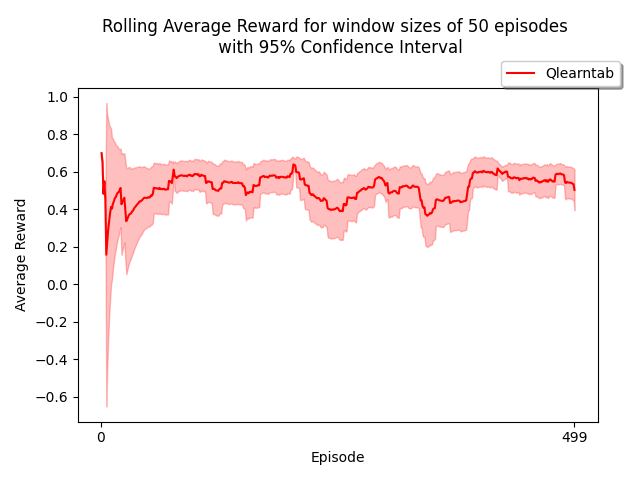 Rolling Average Reward for window sizes of 50 episodes
with 95% Confidence Interval
Qlearntab
1.0
0.8
0.6
0.4
0.2
0.0
−0.2
−0.4
−0.6
Average Reward
0
499
Episode